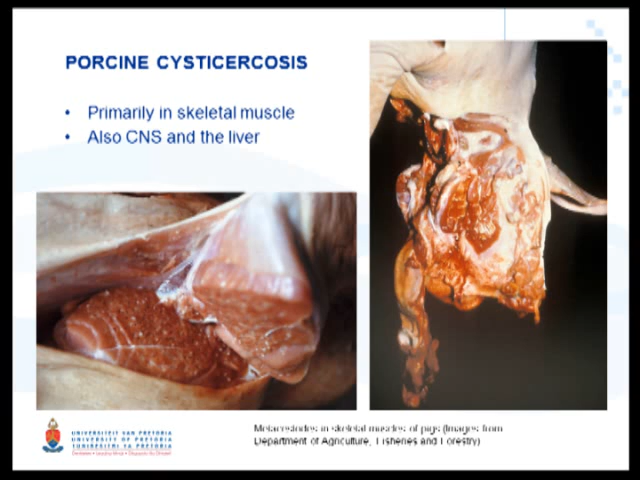 PORCINE CYSTICERCOSIS
• Primarily in skeletal muscle
• Also CNS and the liver
UNIVERSITEIT VAN PRETORIA
UNIVERSITY OF PRETORIA
YUNIBESITHI YA PRETORIA
Metacestodes in skeletal muscles of pigs (Images from
Department of Agriculture, Fisheries and Forestry)